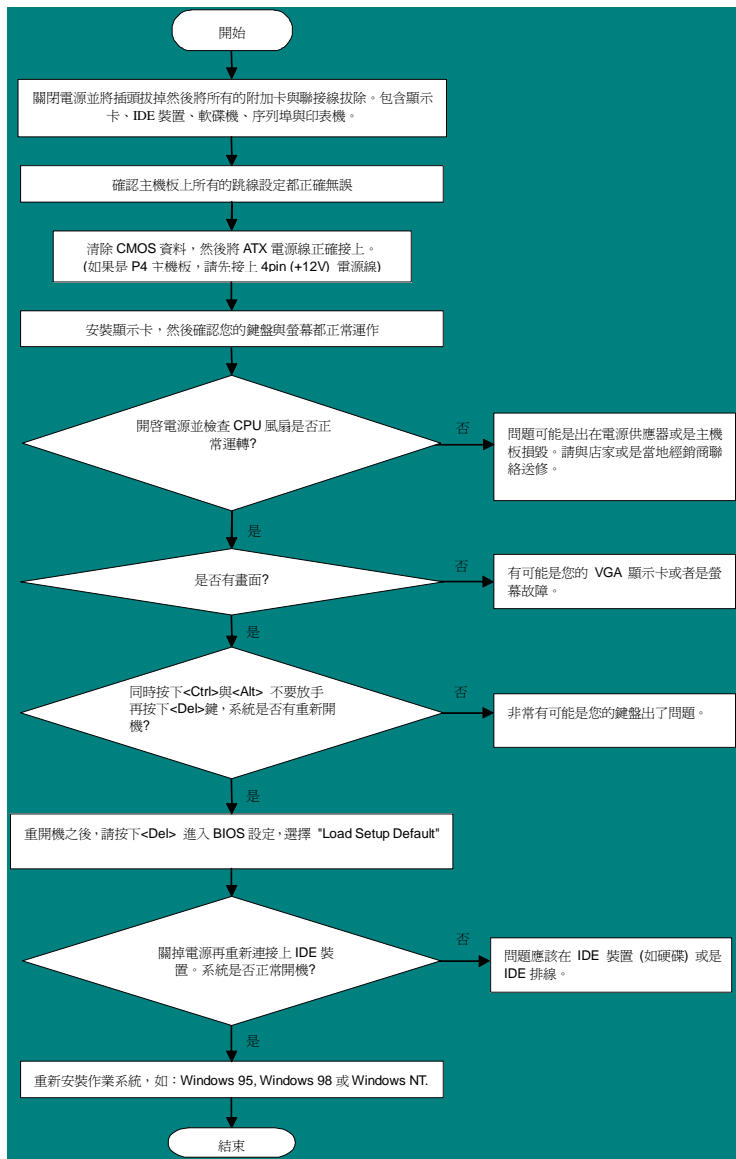 開始
關閉電源並將插頭拔掉然後將所有的附加卡與聯接線拔除。包含顯示
卡、IDE 裝置、軟碟機、序列埠與印表機。
確認主機板上所有的跳線設定都正確無誤
清除 CMOS 資料，然後將 ATX 電源線正確接上。
(如果是 P4 主機板，請先接上 4pin (+12V) 電源線)
安裝顯示卡，然後確認您的鍵盤與螢幕都正常運作
開啓電源並檢查 CPU 風扇是否正
常運轉?
否
問題可能是出在電源供應器或是主機
板損毀。請與店家或是當地經銷商聯
絡送修。
是
是否有畫面?
否
有可能是您的 VGA 顯示卡或者是螢
幕故障。
是
同時按下<Ctrl>與<Alt> 不要放手
再按下<Del>鍵，系統是否有重新開
機?
否
非常有可能是您的鍵盤出了問題。
是
重開機之後，請按下<Del> 進入 BIOS 設定，選擇 "Load Setup Default"
關掉電源再重新連接上 IDE 裝
置。系統是否正常開機?
否
問題應該在 IDE 裝置 (如硬碟) 或是
IDE 排線。
是
重新安裝作業系統，如：Windows 95, Windows 98 或 Windows NT.
結束